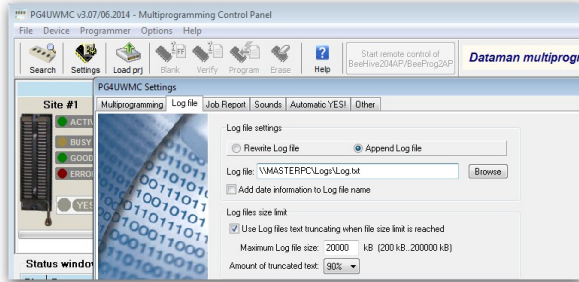 PG4UWMC v3.07/06.2014 - Multiprogramming Control Panel
File Device Programmer Options Help
Search Settings Load prj Blank Verify Program Erase Help
Start remote control of
BeeHive204AP/BeeProg2AP
Dataman multiprogr
PG4UWMC Settings
Multiprogramming Log file Job Report Sounds Automatic YES! Other
Site #1
ACTIV
BUSY
GOOD
ERRO
YES
Log file settings
Rewrite Log file Append Log file
Log file: \\MASTERPC\Logs\Log.txt Browse
Add date information to Log file name
Log files size limit
Use Log files text truncating when file size limit is reached
Maximum Log file size: 20000 kB (200 kB..200000 kB)
Amount of truncated text: 90%
Status window